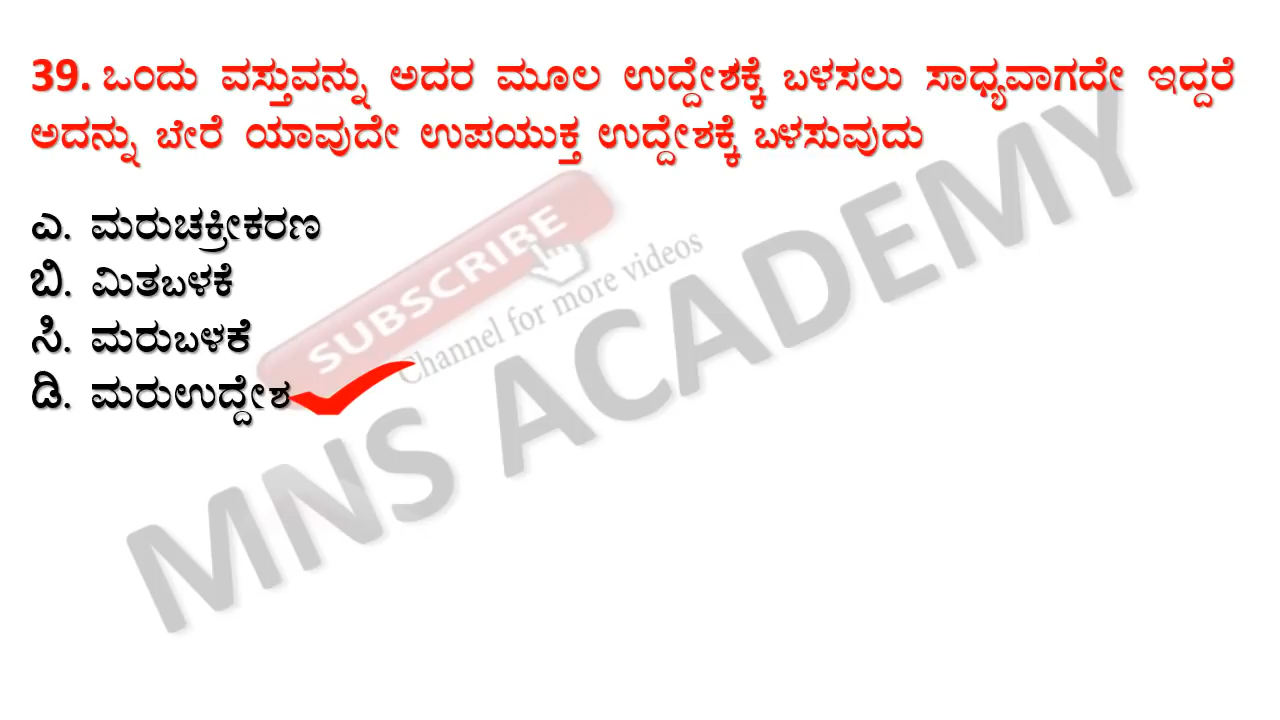 39. ಒಂದು ವಸ್ತುವನ್ನು ಅದರ ಮೂಲ ಉದ್ದೇಶಕ್ಕೆ ಬಳಸಲು ಸಾಧ್ಯವಾಗದೇ ಇದ್ದರೆ
ಅದನ್ನು ಬೇರೆ ಯಾವುದೇ ಉಪಯುಕ್ತ ಉದ್ದೇಶಕ್ಕೆ ಬಳಸುವುದು
ಎ. ಮರುಚಕ್ರೀಕರಣ
ಬಿ. ಮಿತಬಳಕೆ
ಸಿ. ಮರುಬಳಕೆ
ಡಿ. ಮರುಉದ್ದೇಶ
SUBSCRIBE
Channel for more videos
MNS ACADEMY